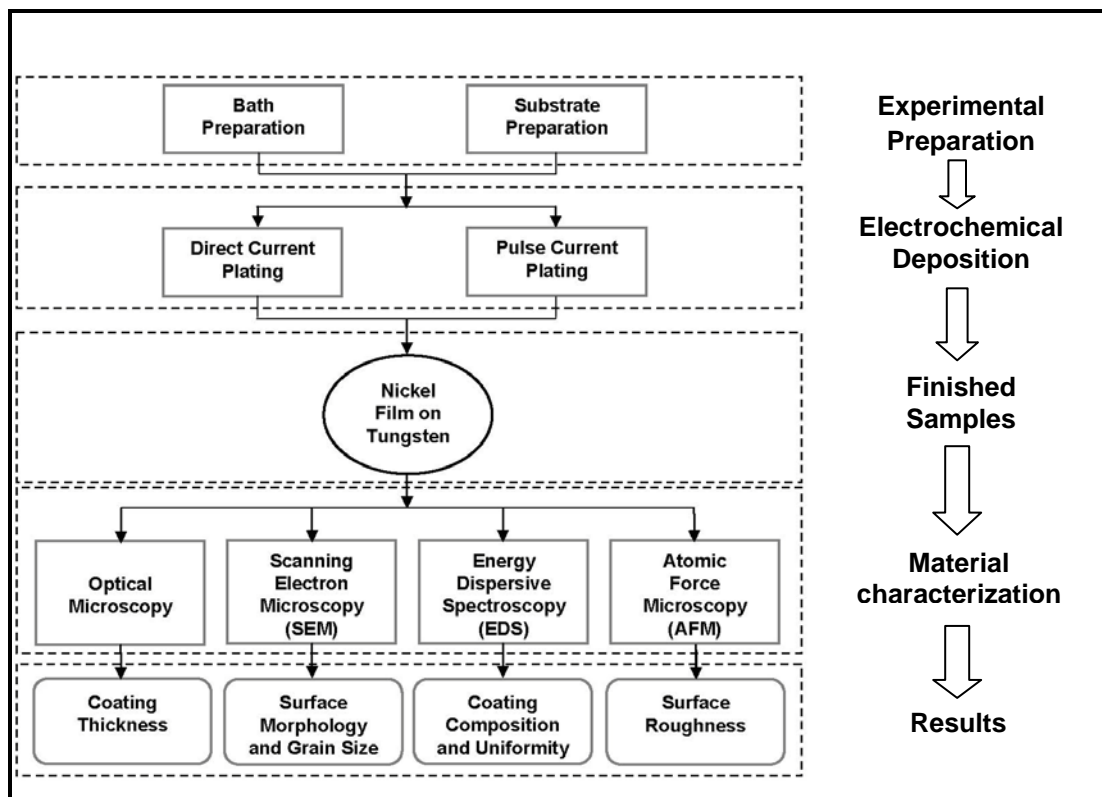 Bath
Preparation
Substrate
Preparation
Experimental
Preparation
Direct Current
Plating
Pulse Current
Plating
Electrochemical
Deposition
Nickel
Film on
Tungsten
Finished
Samples
Optical
Microscopy
Scanning
Electron
Microscopy
(SEM)
Energy
Dispersive
Spectroscopy
(EDS)
Atomic
Force
Microscopy
(AFM)
Material
characterization
Coating
Thickness
Surface
Morphology
and Grain Size
Coating
Composition
and Uniformity
Surface
Roughness
Results